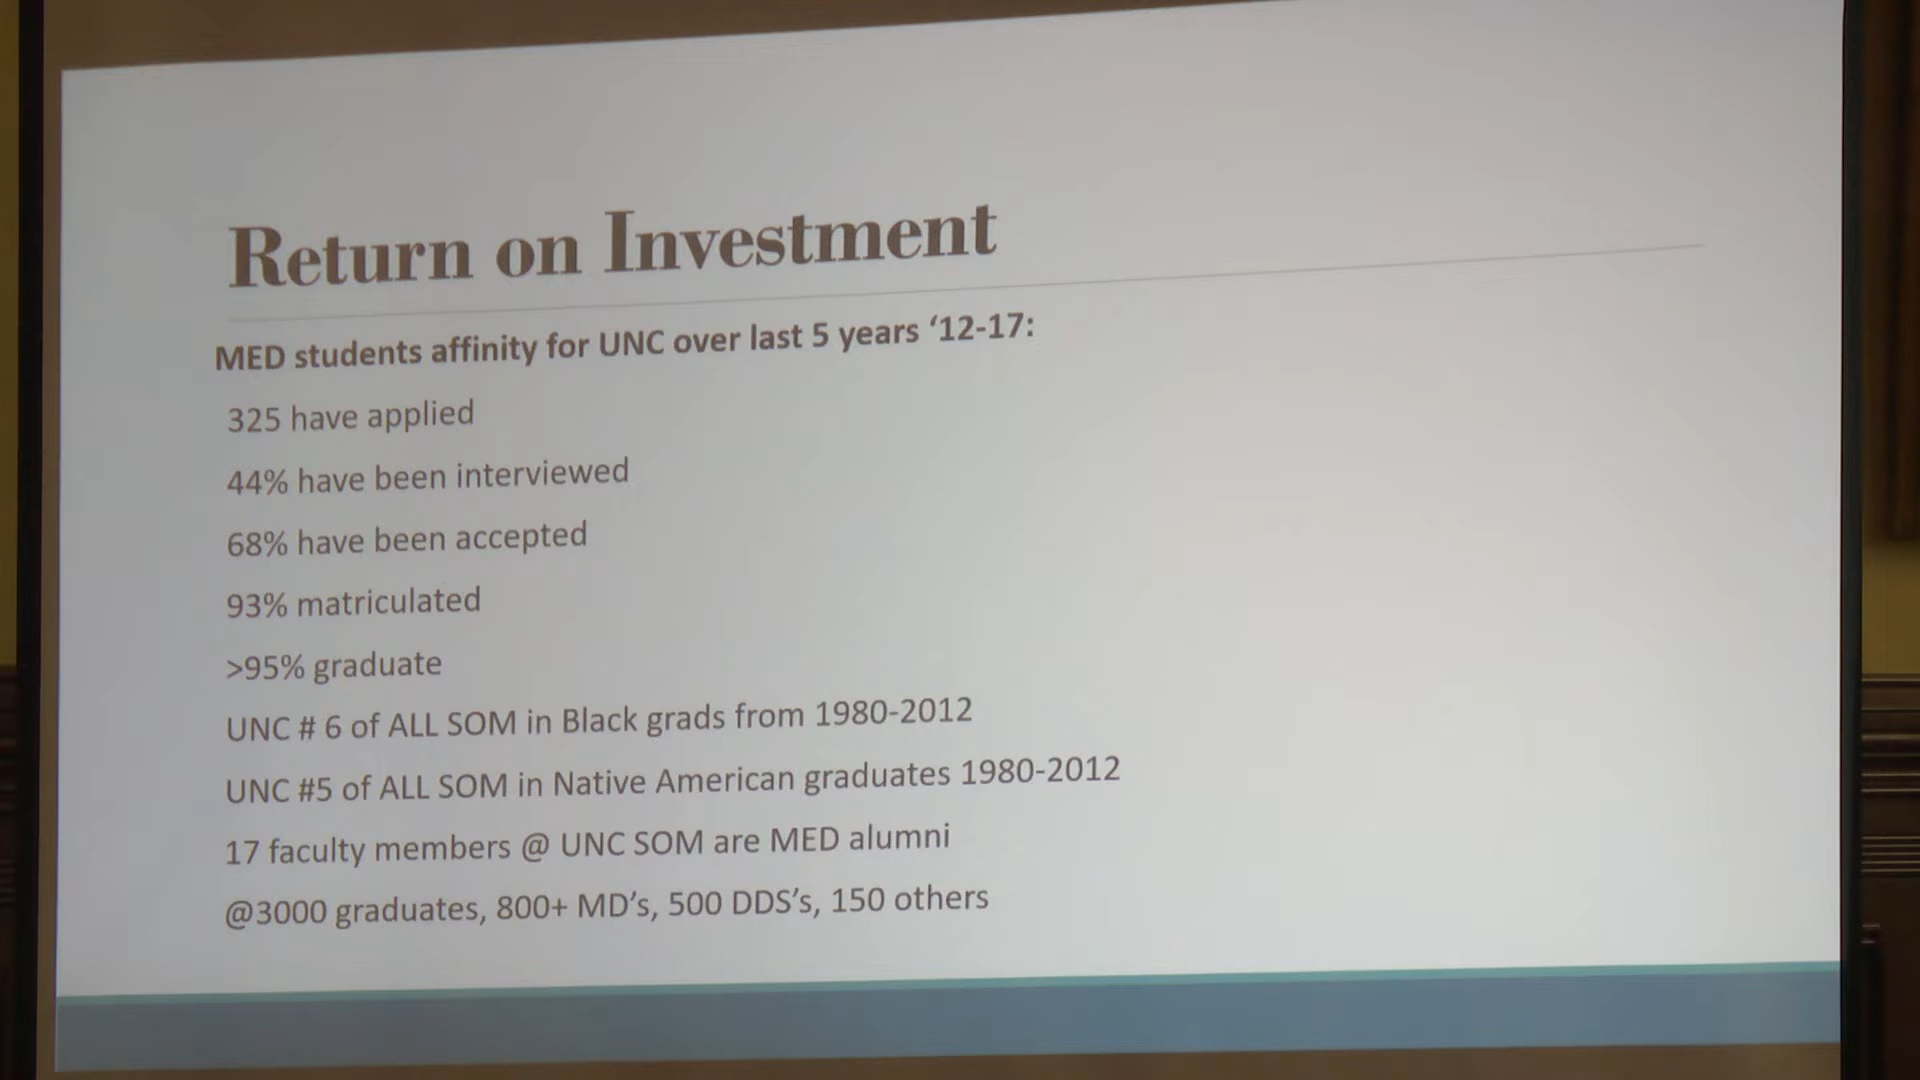 Return on Investment
MED students affinity for UNC over last 5 years ‘12-17:
325 have applied
44% have been interviewed
68% have been accepted
93% matriculated
>95% graduate
UNC # 6 of ALL SOM in Black grads from 1980-2012
UNC #5 of ALL SOM in Native American graduates 1980-2012
17 faculty members @ UNC SOM are MED alumni
@3000 graduates, 800+ MD’s, 500 DDS’s, 150 others